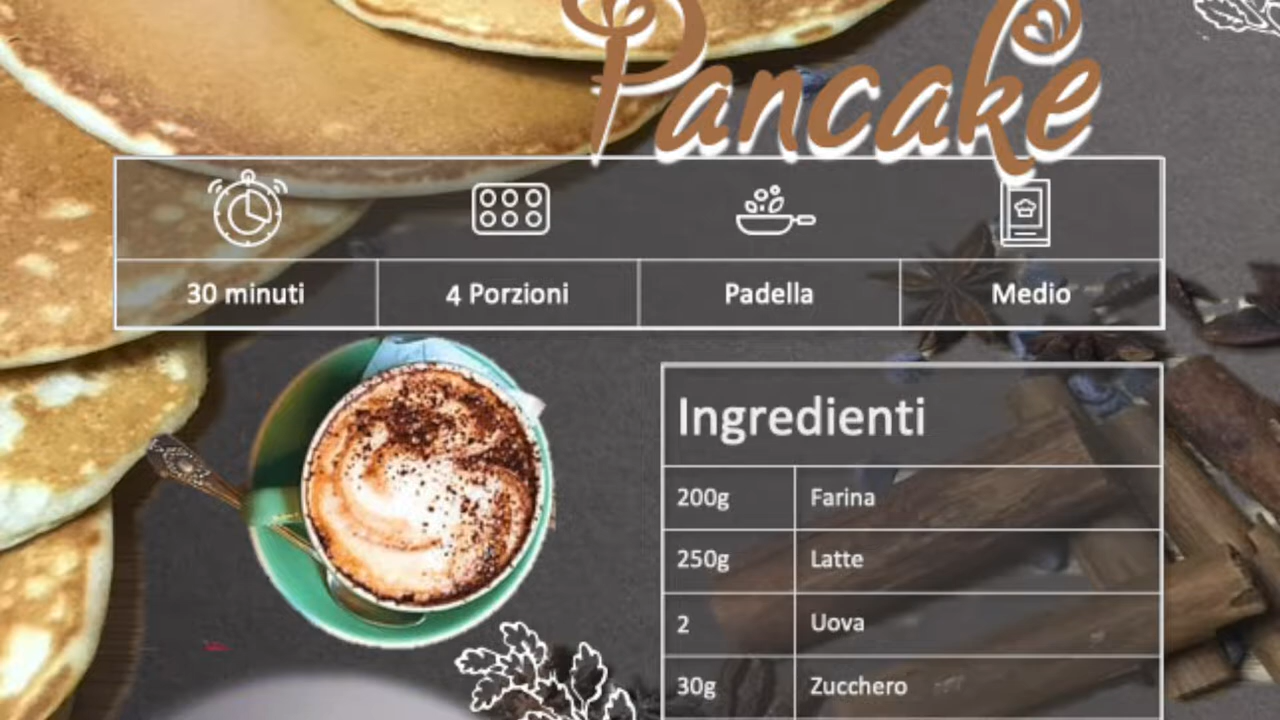 Pancake
30 minuti
4 Porzioni
Padella
Medio
Ingredienti
200g Farina
250g Latte
2 Uova
30g Zucchero